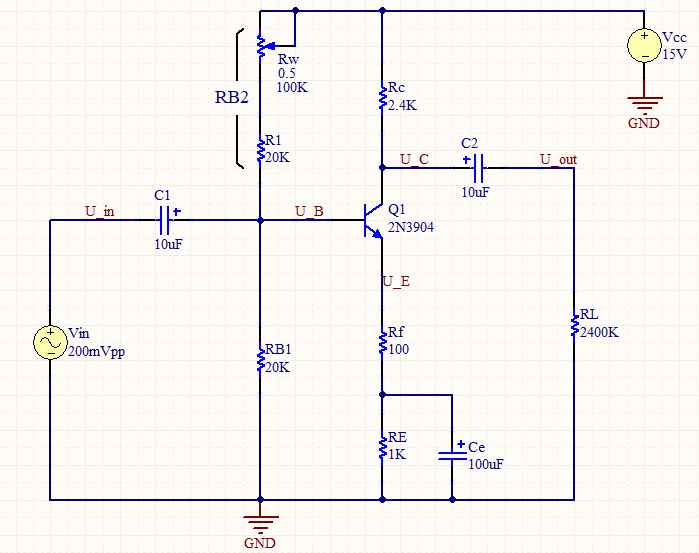 Rw
0.5
100K
RB2
R1
20K
Rc
2.4K
Vcc
15V
GND
C2
10uF
U_C
U_out
C1
10uF
U_in
U_B
Q1
2N3904
U_E
Vin
200mVpp
RB1
20K
Rf
100
RL
2400K
RE
1K
Ce
100uF
GND